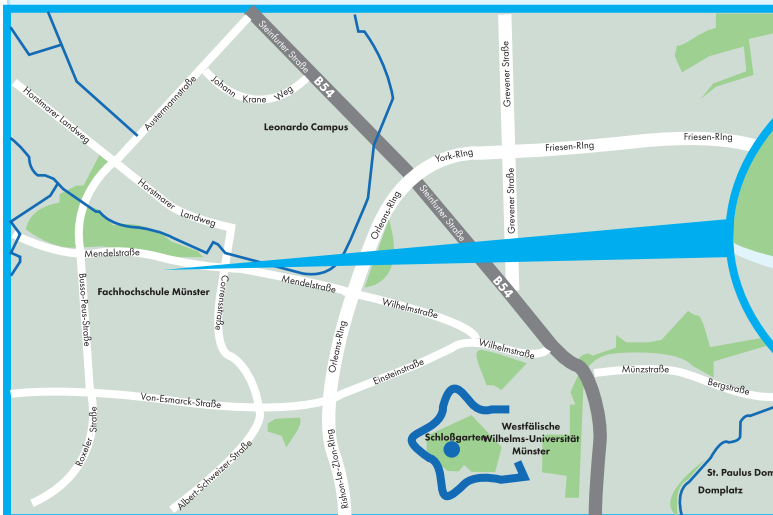 Steinfurter Straße
B54
Grevener Straße
Austermannstraße
Johann Krane Weg
Horstmarer Landweg
Leonardo Campus
York-RIng
Friesen-RIng
Friesen-RIng
Horstmarer Landweg
Orleans-RIng
Steinfurter Straße
Grevener Straße
Mendelstraße
Fachhochschule Münster
Busso-Peus-Straße
Corrensstraße
Mendelstraße
B54
Wilhelmstraße
Orleans-RIng
Wilhelmstraße
Einsteinstraße
Münzstraße
Bergstraße
Von-Esmarck-Straße
Roxeler Straße
Albert-Schweizer-Straße
Rishon-Le-ZIon-RIng
Schloßgarten
Westfälische
Wilhelms-Universität
Münster
St. Paulus Dom
Domplatz